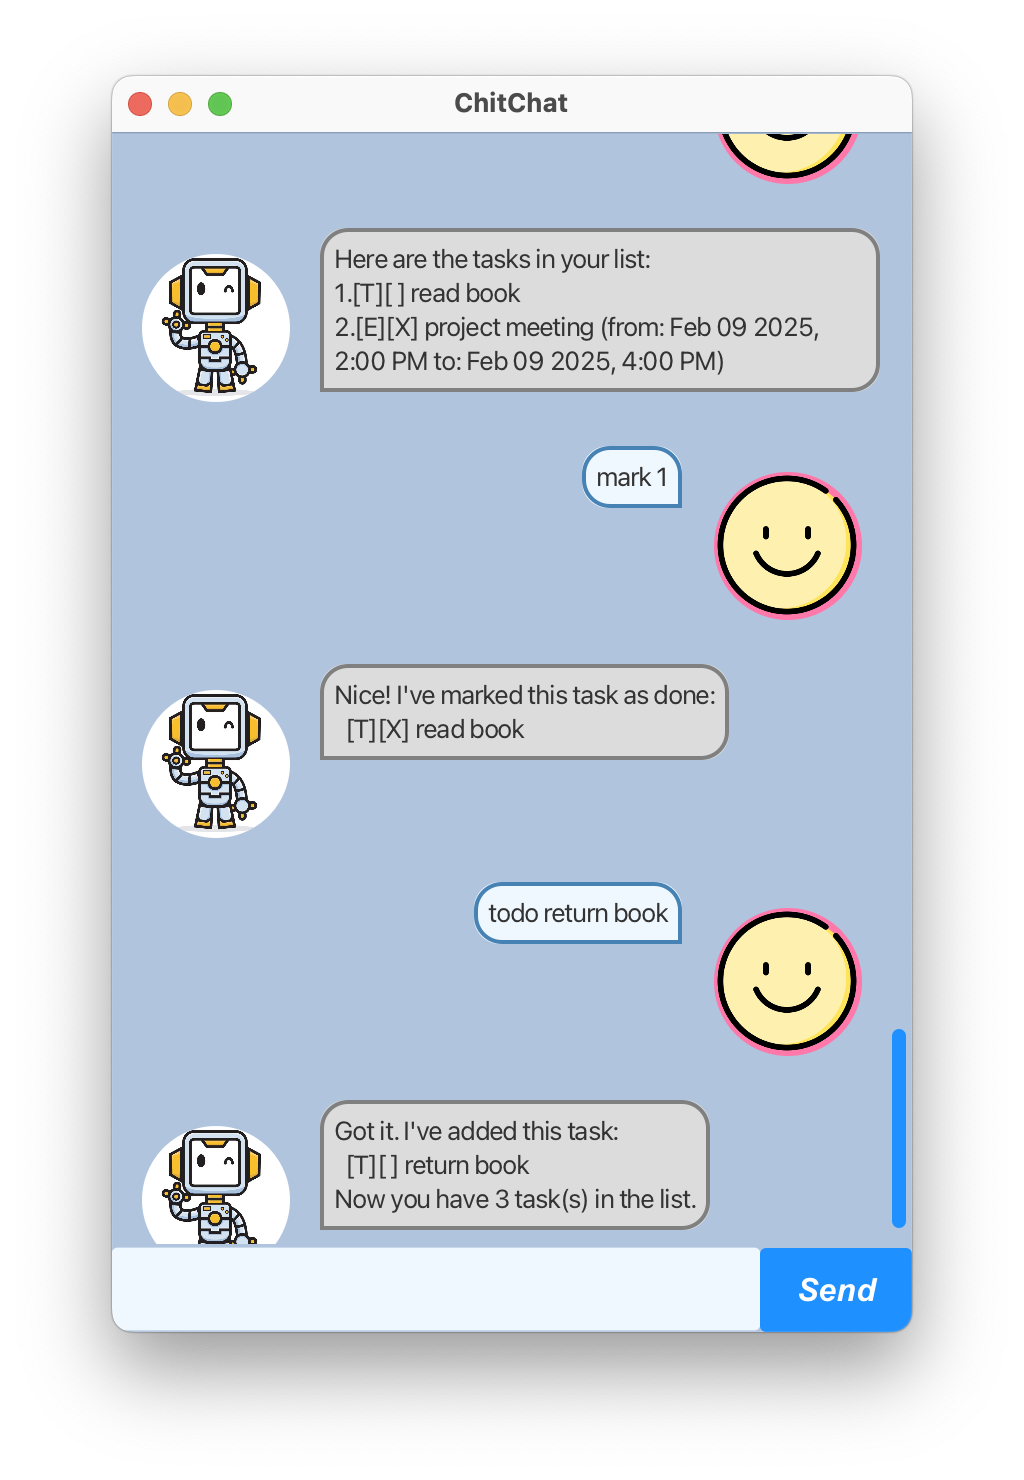 ChitChat
Here are the tasks in your list:
1.[T][ ] read book
2.[E][X] project meeting (from: Feb 09 2025,
2:00 PM to: Feb 09 2025, 4:00 PM)
mark 1
Nice! I've marked this task as done:
[T][X] read book
todo return book
Got it. I've added this task:
[T][ ] return book
Now you have 3 task(s) in the list.
Send